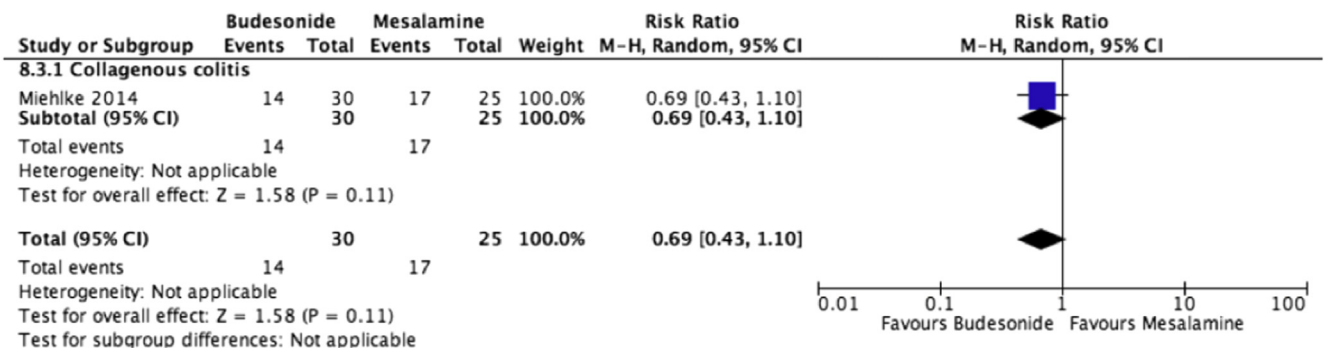 Budesonide Mesalamine Risk Ratio Risk Ratio
Study or Subgroup Events Total Events Total Weight M-H, Random, 95% CI M-H, Random, 95% CI
8.3.1 Collagenous colitis
Miehlke 2014 14 30 17 25 100.0% 0.69 [0.43, 1.10]
Subtotal (95% CI) 30 25 100.0% 0.69 [0.43, 1.10]
Total events 14 17
Heterogeneity: Not applicable
Test for overall effect: Z = 1.58 (P = 0.11)
Total (95% CI) 30 25 100.0% 0.69 [0.43, 1.10]
Total events 14 17
Heterogeneity: Not applicable
Test for overall effect: Z = 1.58 (P = 0.11)
Test for subgroup differences: Not applicable
0.01 0.1 1 10 100
Favours Budesonide Favours Mesalamine